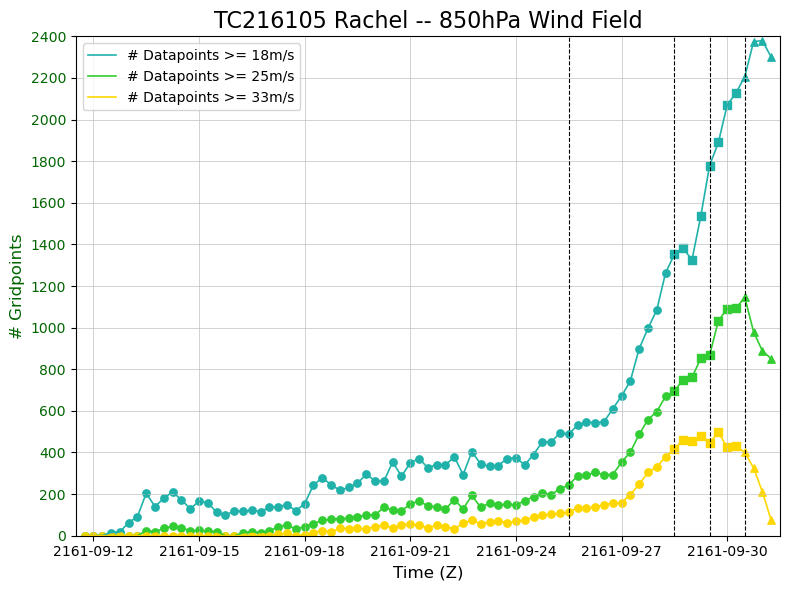 TC216105 Rachel -- 850hPa Wind Field
# Datapoints >= 18m/s
# Datapoints >= 25m/s
# Datapoints >= 33m/s
# Gridpoints
2400
2200
2000
1800
1600
1400
1200
1000
800
600
400
200
0
2161-09-12 2161-09-15 2161-09-18 2161-09-21 2161-09-24 2161-09-27 2161-09-30
Time (Z)